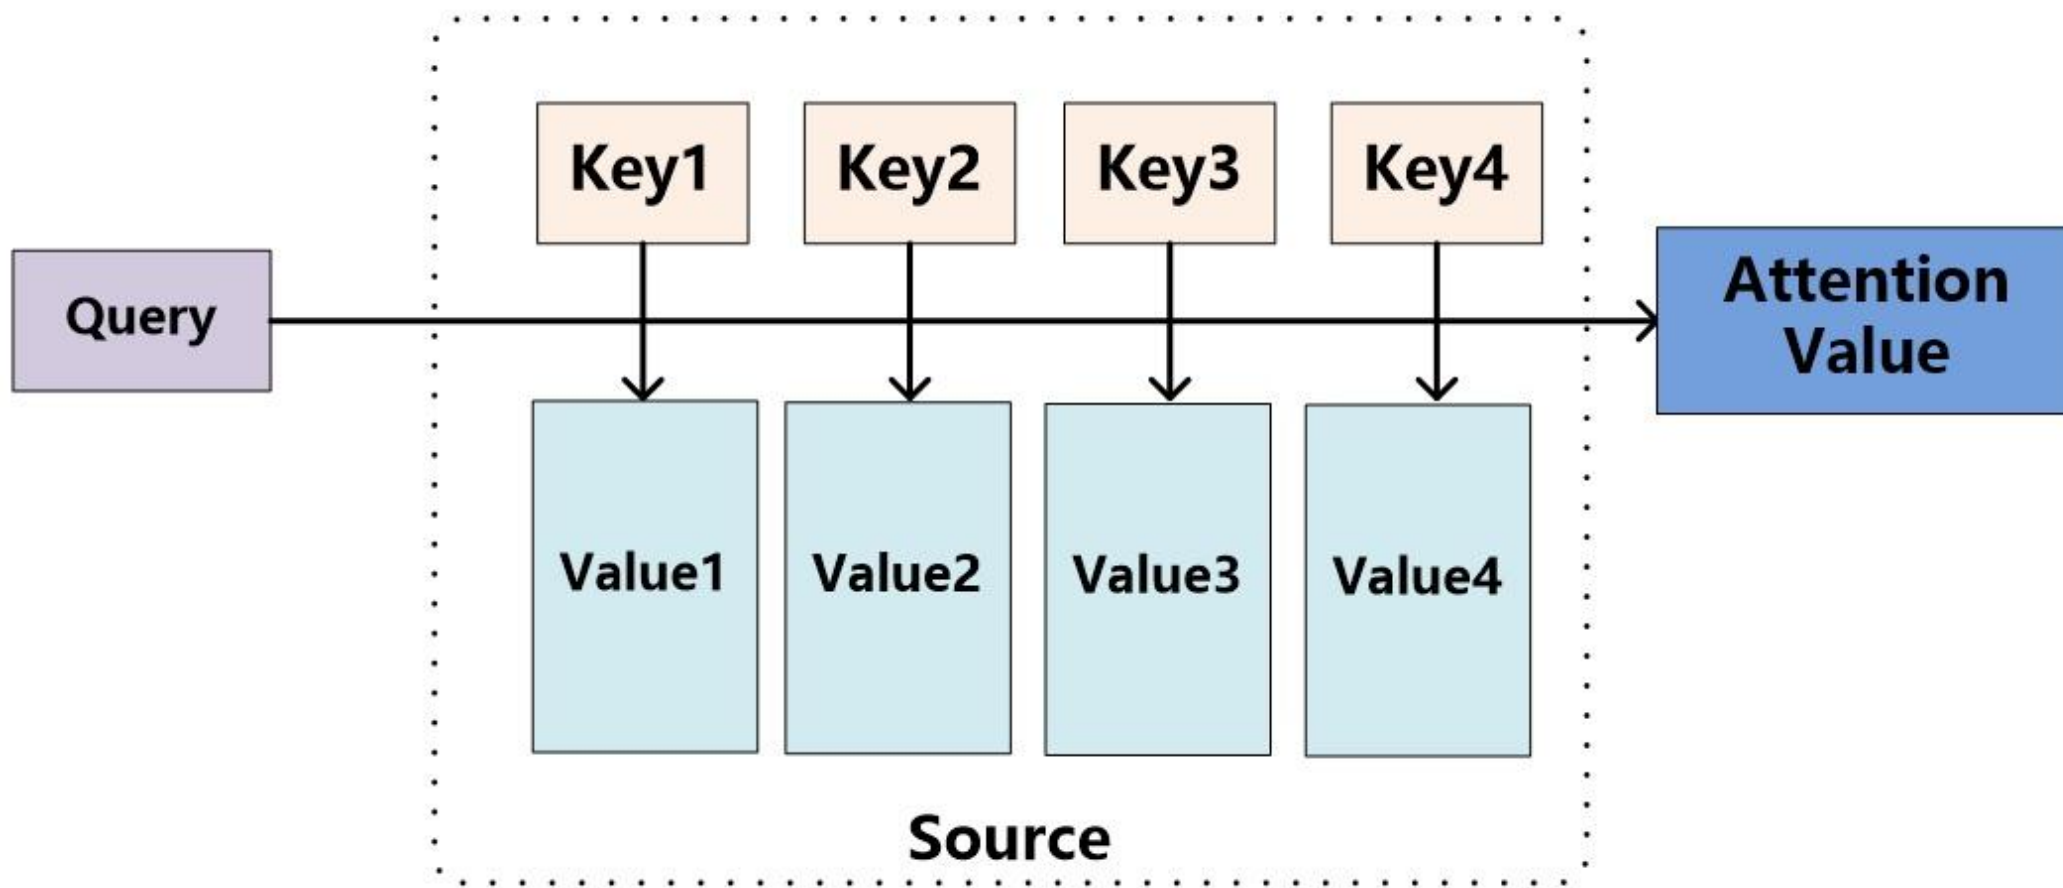 Key1 Key2 Key3 Key4
Query
Attention
Value
Value1 Value2 Value3 Value4
Source